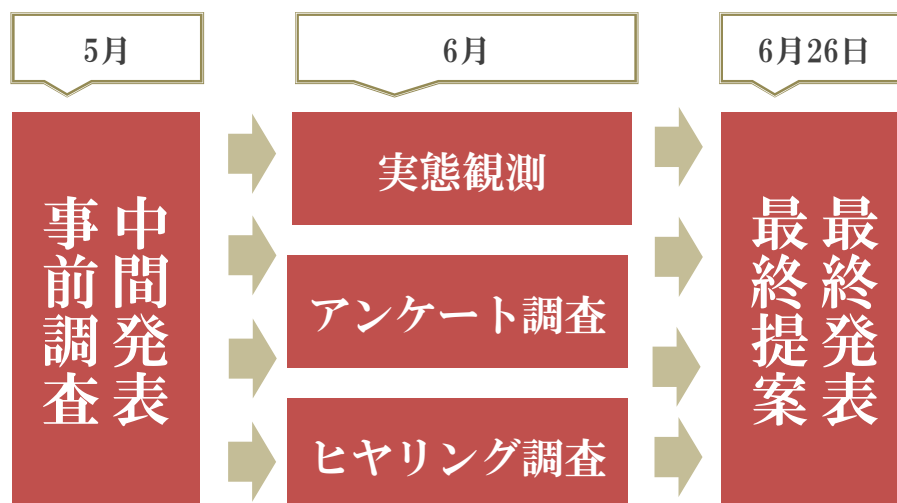 5月
6月
6月26日
中間発表
事前調査
実態観測
アンケート調査
ヒヤリング調査
最終発表
最終提案